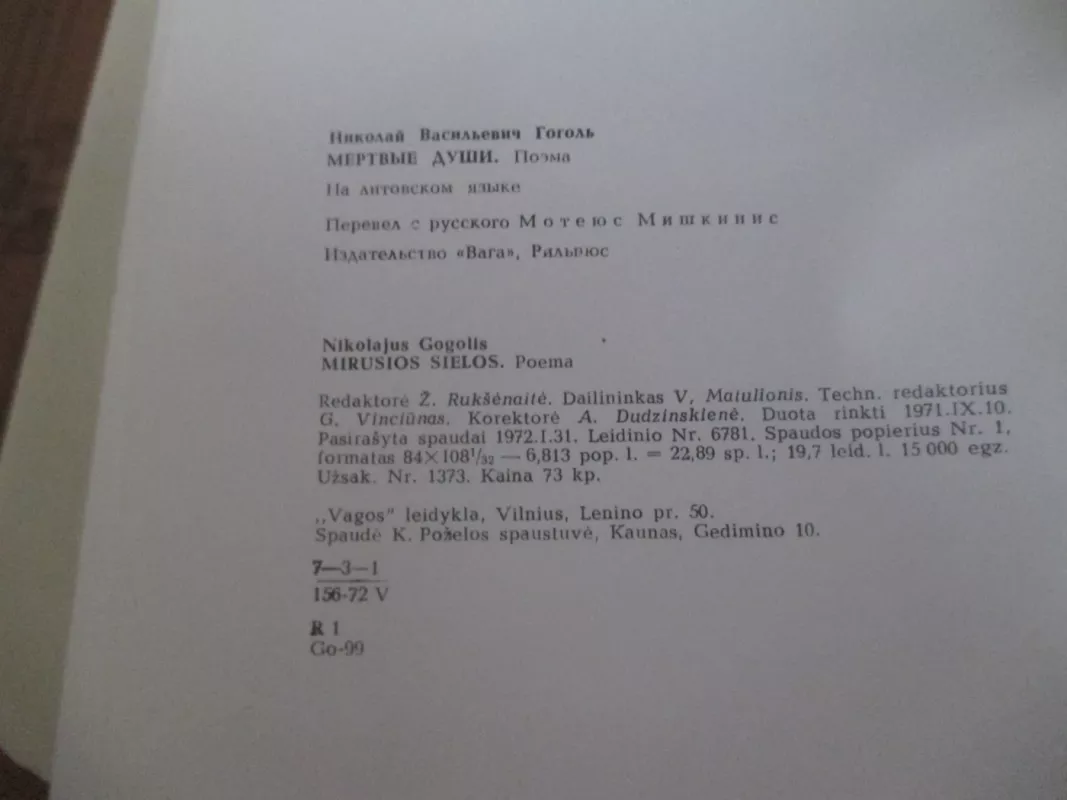 Николай Васильевич Гоголь
МЕРТВЫЕ ДУШИ. Поэма
На литовском языке
Перевел с русского Мотеюс Мишкинис
Издательство «Вага», Вильнюс
Nikolajus Gogolis
MIRUSIOS SIELOS. Poema
Redaktorė Ž. Rukšėnaitė. Dailininkas V, Matulionis. Techn. redaktorius
G. Vinciūnas. Korektorė A. Dudzinskienė. Duota rinkti 1971.IX.10.
Pasirašyta spaudai 1972.I.31. Leidinio Nr. 6781. Spaudos popierius Nr. 1,
formatas 84×108¹/₃₂ — 6,813 pop. l. = 22,89 sp. l.; 19,7 leid. l. 15 000 egz.
Užsak. Nr. 1373. Kaina 73 kp.
„Vagos" leidykla, Vilnius, Lenino pr. 50.
Spaudė K. Poželos spaustuvė, Kaunas, Gedimino 10.
7—3—1
156-72 V
R 1
Go-99